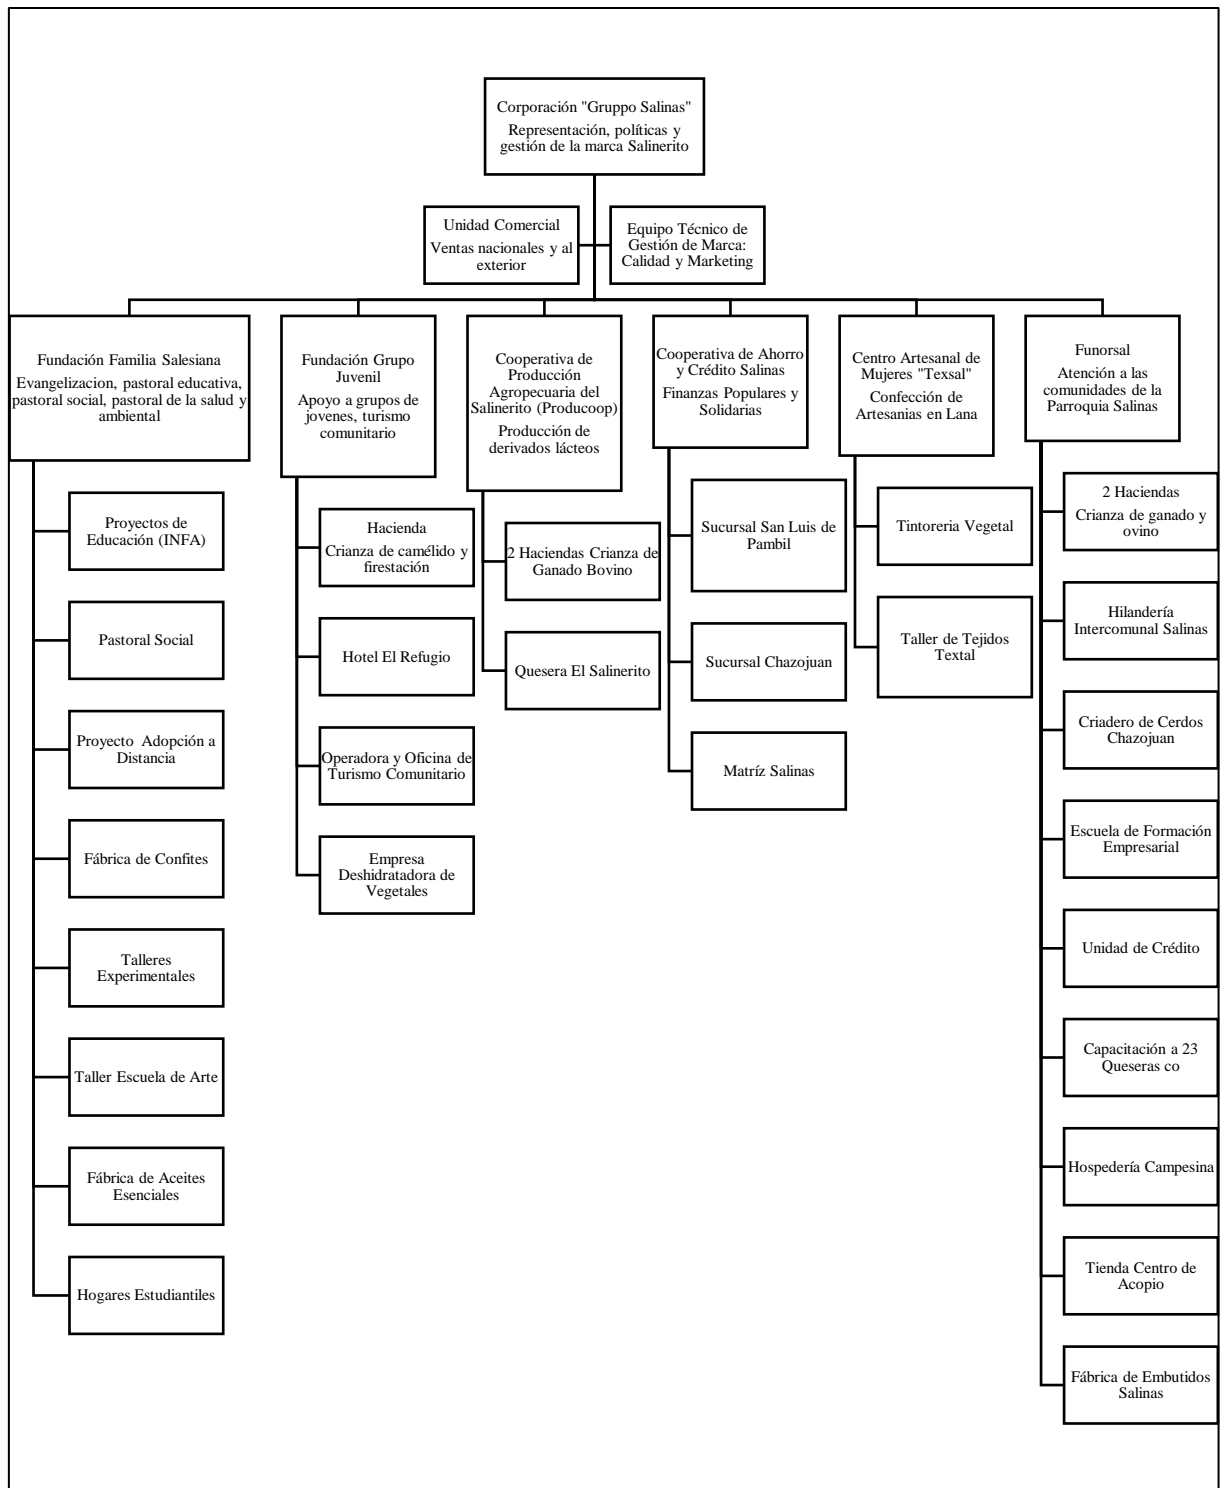 Corporación "Gruppo Salinas"
Representación, políticas y
gestión de la marca Salinerito
Unidad Comercial
Ventas nacionales y al
exterior
Equipo Técnico de
Gestión de Marca:
Calidad y Marketing
Fundación Familia Salesiana
Evangelizacion, pastoral educativa,
pastoral social, pastoral de la salud y
ambiental
Proyectos de
Educación (INFA)
Pastoral Social
Proyecto Adopción a
Distancia
Fábrica de Confites
Talleres
Experimentales
Taller Escuela de Arte
Fábrica de Aceites
Esenciales
Hogares Estudiantiles
Fundación Grupo
Juvenil
Apoyo a grupos de
jovenes, turismo
comunitario
Hacienda
Crianza de camélido y
firestación
Hotel El Refugio
Operadora y Oficina de
Turismo Comunitario
Empresa
Deshidratadora de
Vegetales
Cooperativa de
Producción
Agropecuaria del
Salinerito (Producoop)
Producción de
derivados lácteos
2 Haciendas Crianza de
Ganado Bovino
Quesera El Salinerito
Cooperativa de Ahorro
y Crédito Salinas
Finanzas Populares y
Solidarias
Sucursal San Luis de
Pambil
Sucursal Chazojuan
Matríz Salinas
Centro Artesanal de
Mujeres "Texsal"
Confección de
Artesanias en Lana
Tintoreria Vegetal
Taller de Tejidos
Textal
Funorsal
Atención a las
comunidades de la
Parroquia Salinas
2 Haciendas
Crianza de ganado y
ovino
Hilandería
Intercomunal Salinas
Criadero de Cerdos
Chazojuan
Escuela de Formación
Empresarial
Unidad de Crédito
Capacitación a 23
Queseras co
Hospedería Campesina
Tienda Centro de
Acopio
Fábrica de Embutidos
Salinas